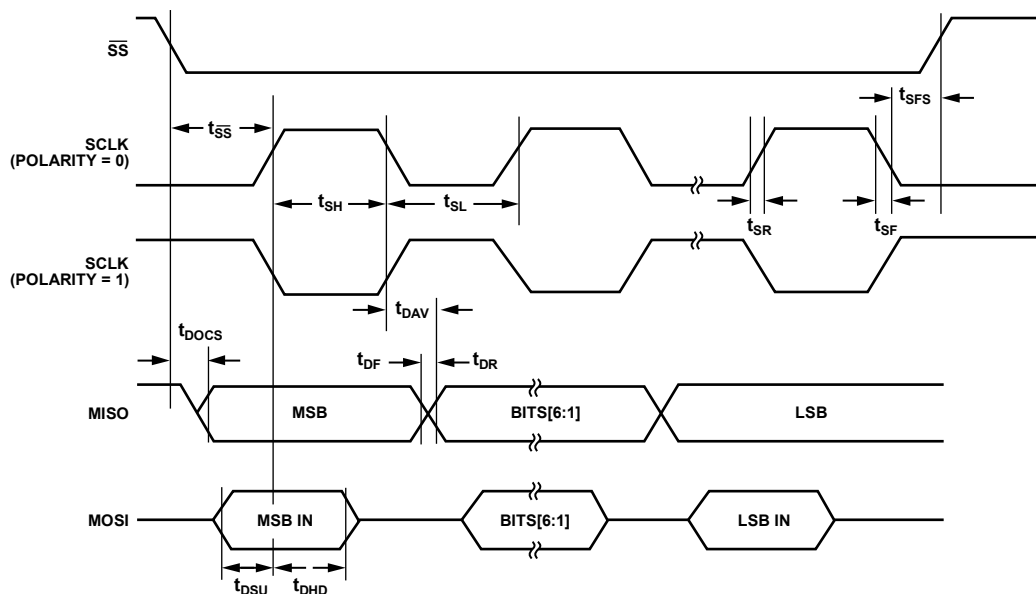 SS
tSFS
tSS
SCLK
(POLARITY = 0)
tSH
tSL
tSR
tSF
SCLK
(POLARITY = 1)
tDAV
tDOCS
tDF
tDR
MISO
MSB
BITS[6:1]
LSB
MOSI
MSB IN
BITS[6:1]
LSB IN
tDSU
tDHD